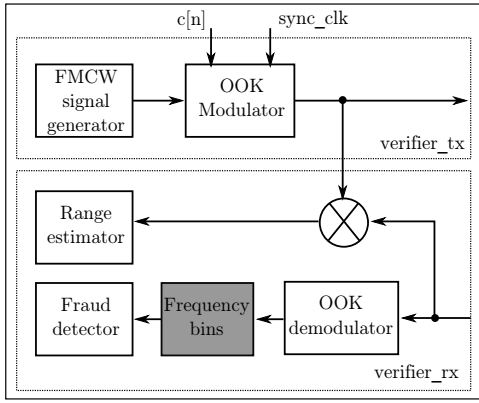 c[n]
sync_clk
FMCW
signal
generator
OOK
Modulator
verifier_tx
Range
estimator
Fraud
detector
Frequency
bins
OOK
demodulator
verifier_rx